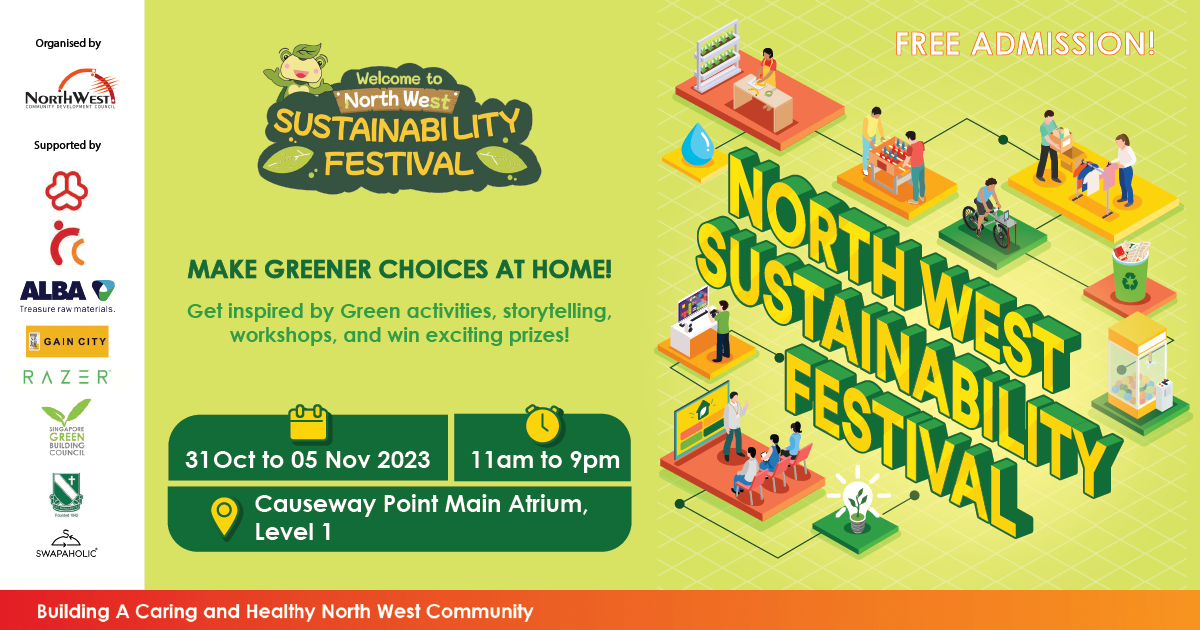 Organised by
NORTHWEST
COMMUNITY DEVELOPMENT COUNCIL
Supported by
ALBA
Treasure raw materials.
GAIN CITY
RAZER
SINGAPORE
GREEN
BUILDING
COUNCIL
SWAPAHOLIC
Welcome to
North West
SUSTAINABILITY
FESTIVAL
MAKE GREENER CHOICES AT HOME!
Get inspired by Green activities, storytelling,
workshops, and win exciting prizes!
31Oct to 05 Nov 2023
11am to 9pm
Causeway Point Main Atrium,
Level 1
FREE ADMISSION!
NORTH WEST
SUSTAINABILITY
FESTIVAL
Building A Caring and Healthy North West Community